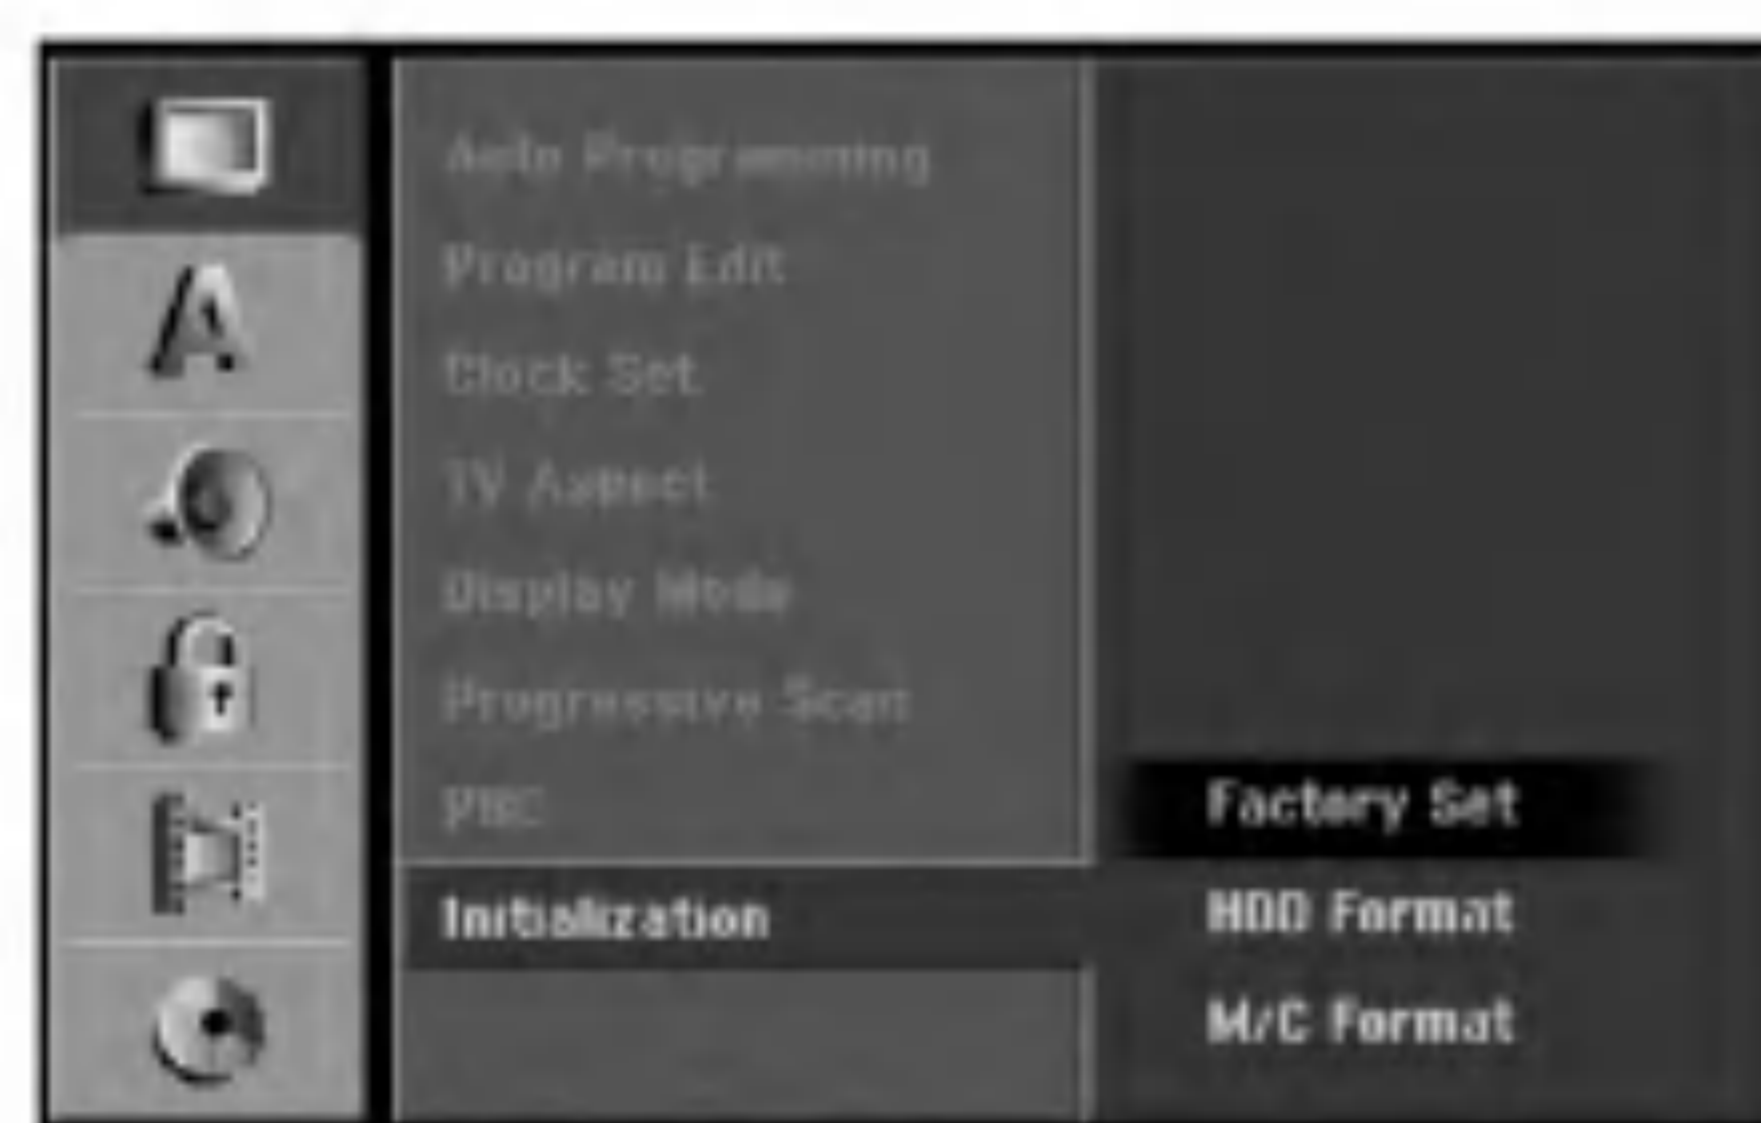 Auto Programming
Program Edit
Clock Set
TV Aspect
Display Mode
Progressive Scan
PBC
Initialization
Factory Set
HDD Format
M/C Format